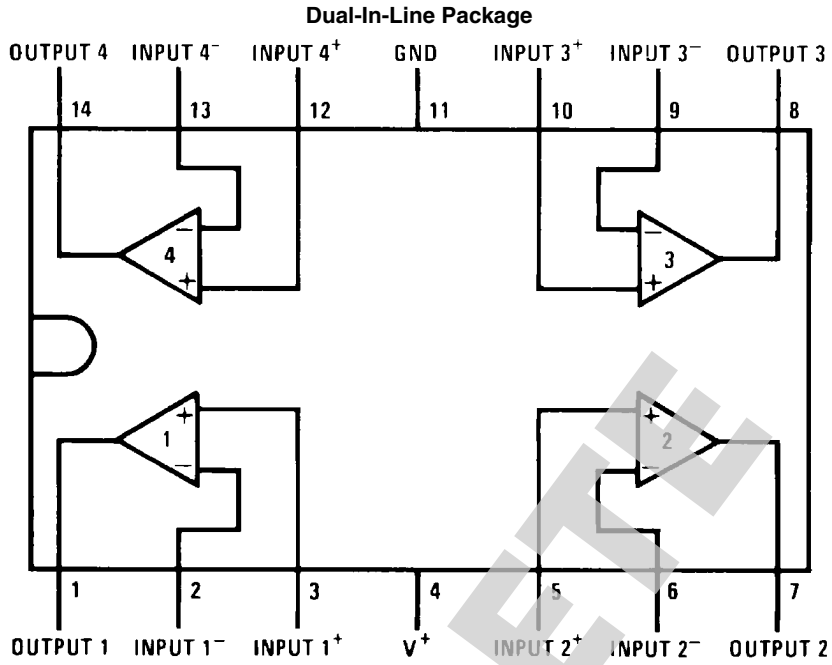 Dual-In-Line Package
OUTPUT 4 INPUT 4⁻ INPUT 4⁺ GND INPUT 3⁺ INPUT 3⁻ OUTPUT 3
14 13 12 11 10 9 8
− −
4 3
+ +
+ +
1 2
− −
1 2 3 4 5 6 7
OUTPUT 1 INPUT 1⁻ INPUT 1⁺ V⁺ INPUT 2⁺ INPUT 2⁻ OUTPUT 2
ETE